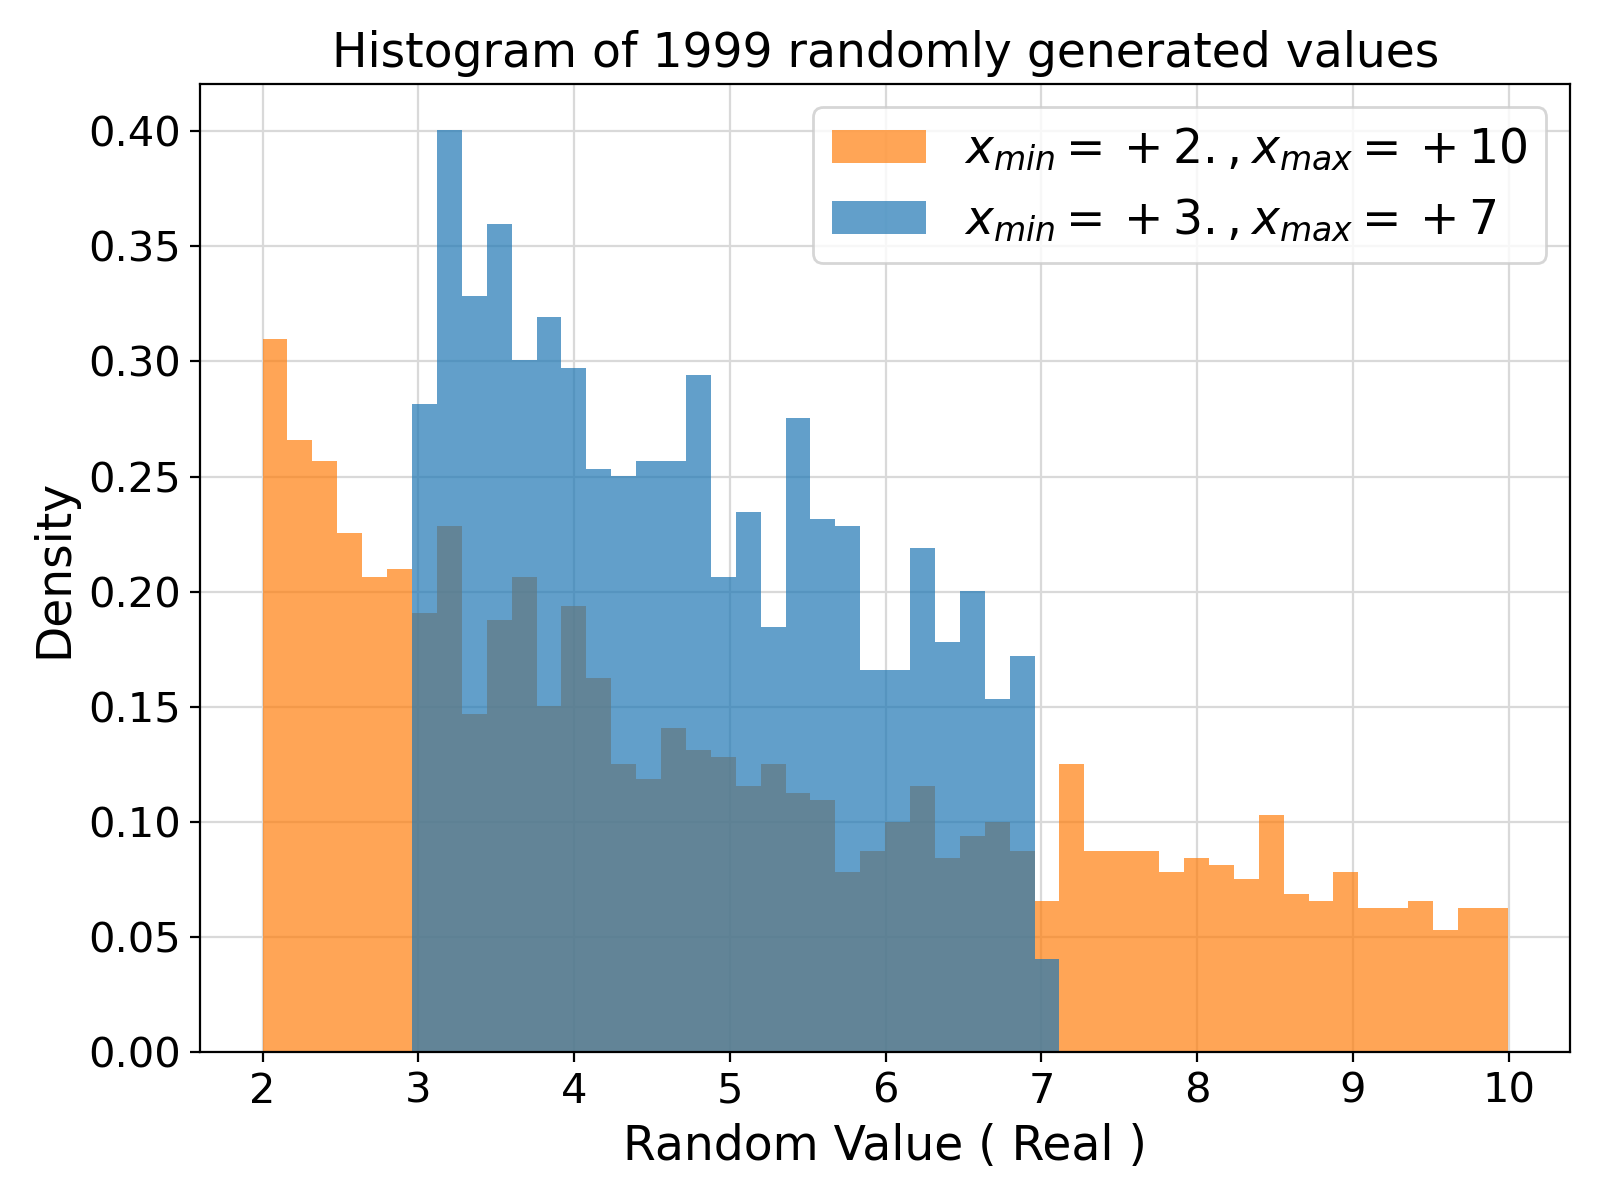 Histogram of 1999 randomly generated values
x_min = +2. , x_max = +10
x_min = +3. , x_max = +7
0.40
0.35
0.30
0.25
0.20
0.15
0.10
0.05
0.00
Density
2 3 4 5 6 7 8 9 10
Random Value ( Real )